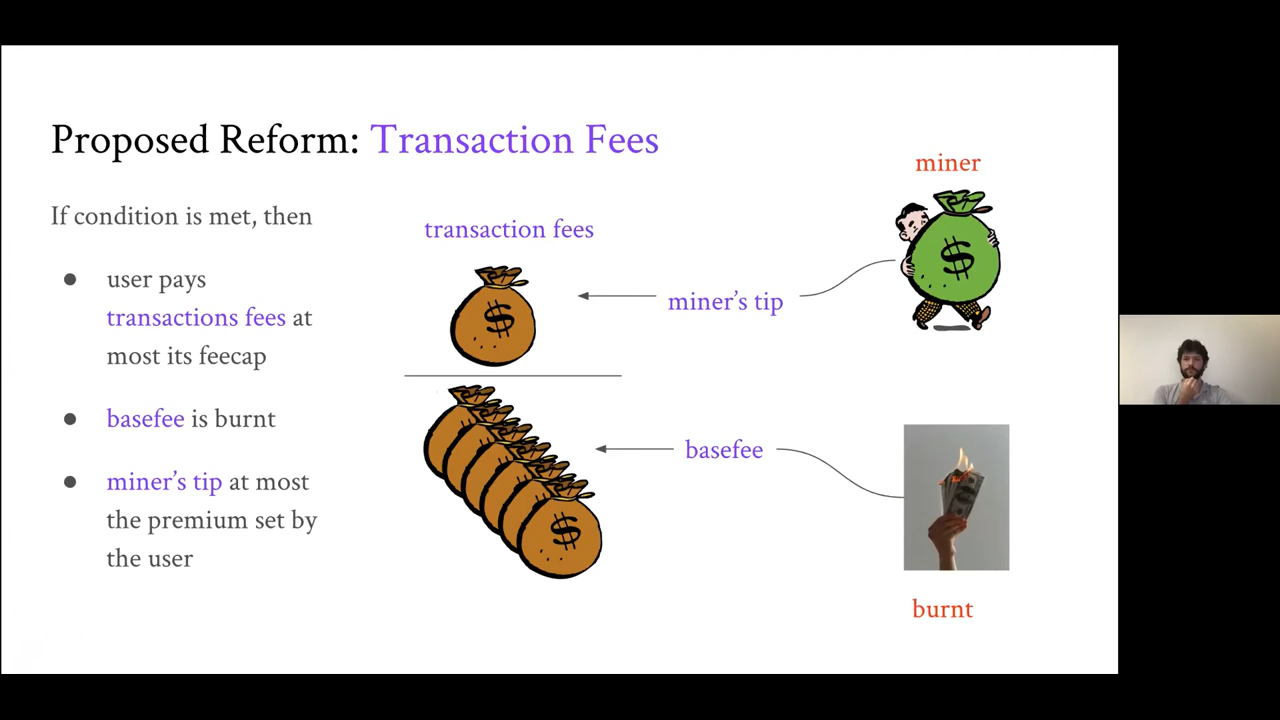 Proposed Reform: Transaction Fees
If condition is met, then
● user pays
transactions fees at
most its feecap
● basefee is burnt
● miner's tip at most
the premium set by
the user
transaction fees
$
miner's tip
miner
$
basefee
$
burnt